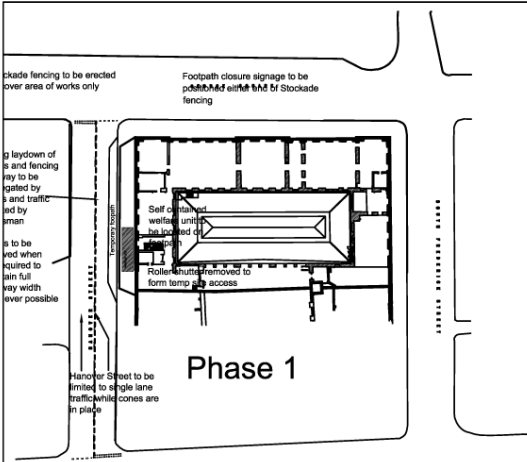 ckade fencing to be erected
over area of works only
Footpath closure signage to be
positioned either end of Stockade
fencing
g laydown of
s and fencing
way to be
egated by
s and traffic
ted by
sman
s to be
ved when
equired to
tain full
way width
ever possible
Temporary footpath
Self contained
welfare unit to
be located on
footpath
Roller shutter removed to
form temp site access
Phase 1
Hanover Street to be
limited to single lane
traffic while cones are
in place